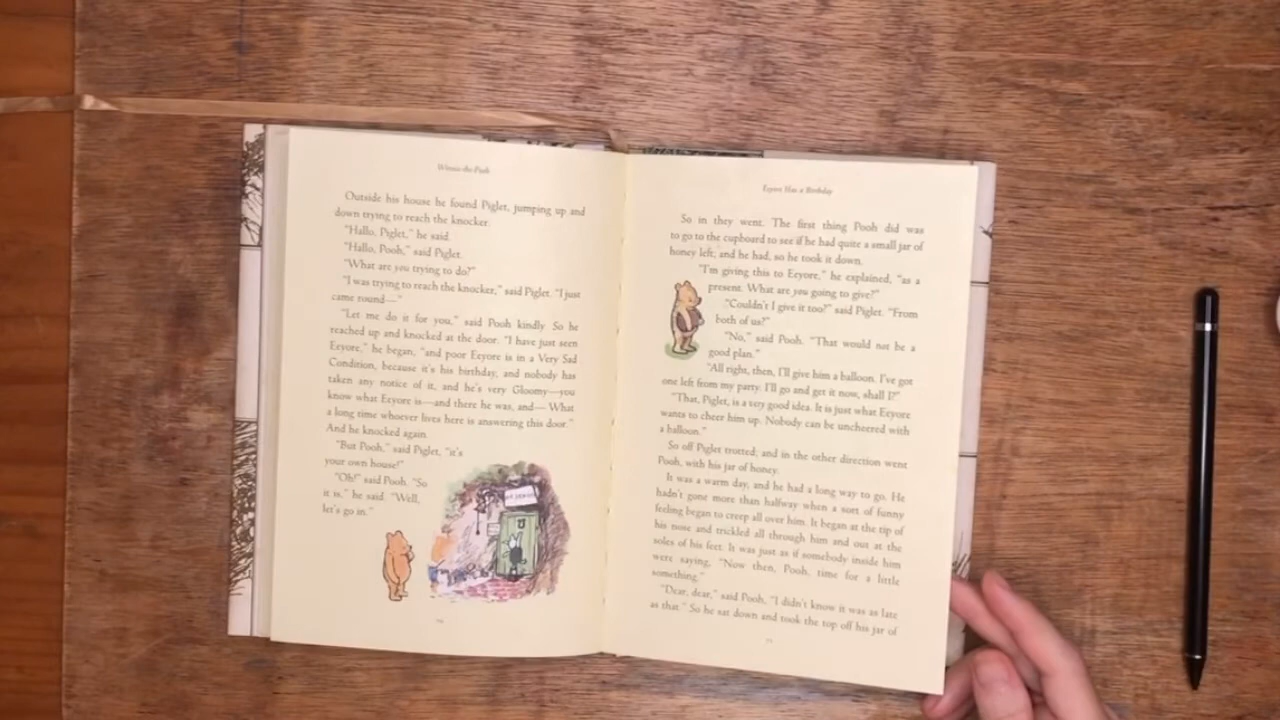 Winnie-the-Pooh
Outside his house he found Piglet, jumping up and
down trying to reach the knocker.
"Hallo, Piglet," he said.
"Hallo, Pooh," said Piglet.
"What are you trying to do?"
"I was trying to reach the knocker," said Piglet. "I just
came round—"
"Let me do it for you," said Pooh kindly. So he
reached up and knocked at the door. "I have just seen
Eeyore," he began, "and poor Eeyore is in a Very Sad
Condition, because it's his birthday, and nobody has
taken any notice of it, and he's very Gloomy—you
know what Eeyore is—and there he was, and— What
a long time whoever lives here is answering this door."
And he knocked again.
"But Pooh," said Piglet, "it's
your own house!"
"Oh!" said Pooh. "So
it is," he said. "Well,
let's go in."
Eeyore Has a Birthday
So in they went. The first thing Pooh did was
to go to the cupboard to see if he had quite a small jar of
honey left; and he had, so he took it down.
"I'm giving this to Eeyore," he explained, "as a
present. What are you going to give?"
"Couldn't I give it too?" said Piglet. "From
both of us?"
"No," said Pooh. "That would not be a
good plan."
"All right, then, I'll give him a balloon. I've got
one left from my party. I'll go and get it now, shall I?"
"That, Piglet, is a very good idea. It is just what Eeyore
wants to cheer him up. Nobody can be uncheered with
a balloon."
So off Piglet trotted; and in the other direction went
Pooh, with his jar of honey.
It was a warm day, and he had a long way to go. He
hadn't gone more than halfway when a sort of funny
feeling began to creep all over him. It began at the tip of
his nose and trickled all through him and out at the
soles of his feet. It was just as if somebody inside him
were saying, "Now then, Pooh, time for a little
something."
"Dear, dear," said Pooh, "I didn't know it was as late
as that." So he sat down and took the top off his jar of